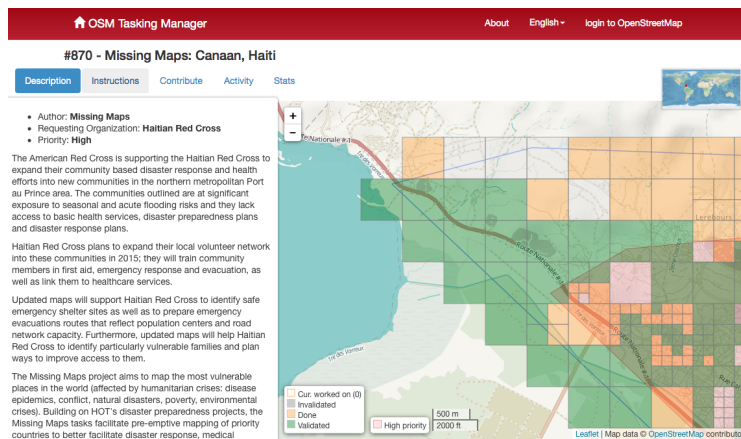 OSM Tasking Manager
About English login to OpenStreetMap
#870 - Missing Maps: Canaan, Haiti
Description Instructions Contribute Activity Stats
• Author: Missing Maps
• Requesting Organization: Haitian Red Cross
• Priority: High
The American Red Cross is supporting the Haitian Red Cross to
expand their community based disaster response and health
efforts into new communities in the northern metropolitan Port
au Prince area. The communities outlined are at significant
exposure to seasonal and acute flooding risks and they lack
access to basic health services, disaster preparedness plans
and disaster response plans.
Haitian Red Cross plans to expand their local volunteer network
into these communities in 2015; they will train community
members in first aid, emergency response and evacuation, as
well as link them to healthcare services.
Updated maps will support Haitian Red Cross to identify safe
emergency shelter sites as well as to prepare emergency
evacuations routes that reflect population centers and road
network capacity. Furthermore, updated maps will help Haitian
Red Cross to identify particularly vulnerable families and plan
ways to improve access to them.
The Missing Maps project aims to map the most vulnerable
places in the world (affected by humanitarian crises: disease
epidemics, conflict, natural disasters, poverty, environmental
crises). Building on HOT's disaster preparedness projects, the
Missing Maps tasks facilitate pre-emptive mapping of priority
countries to better facilitate disaster response, medical
+
−
Nationale #1
Lerebours
Route Nationale #1
Route Nationale #1
Cur. worked on (0)
Invalidated
Done
Validated
High priority
500 m
2000 ft
Leaflet | Map data © OpenStreetMap contributo